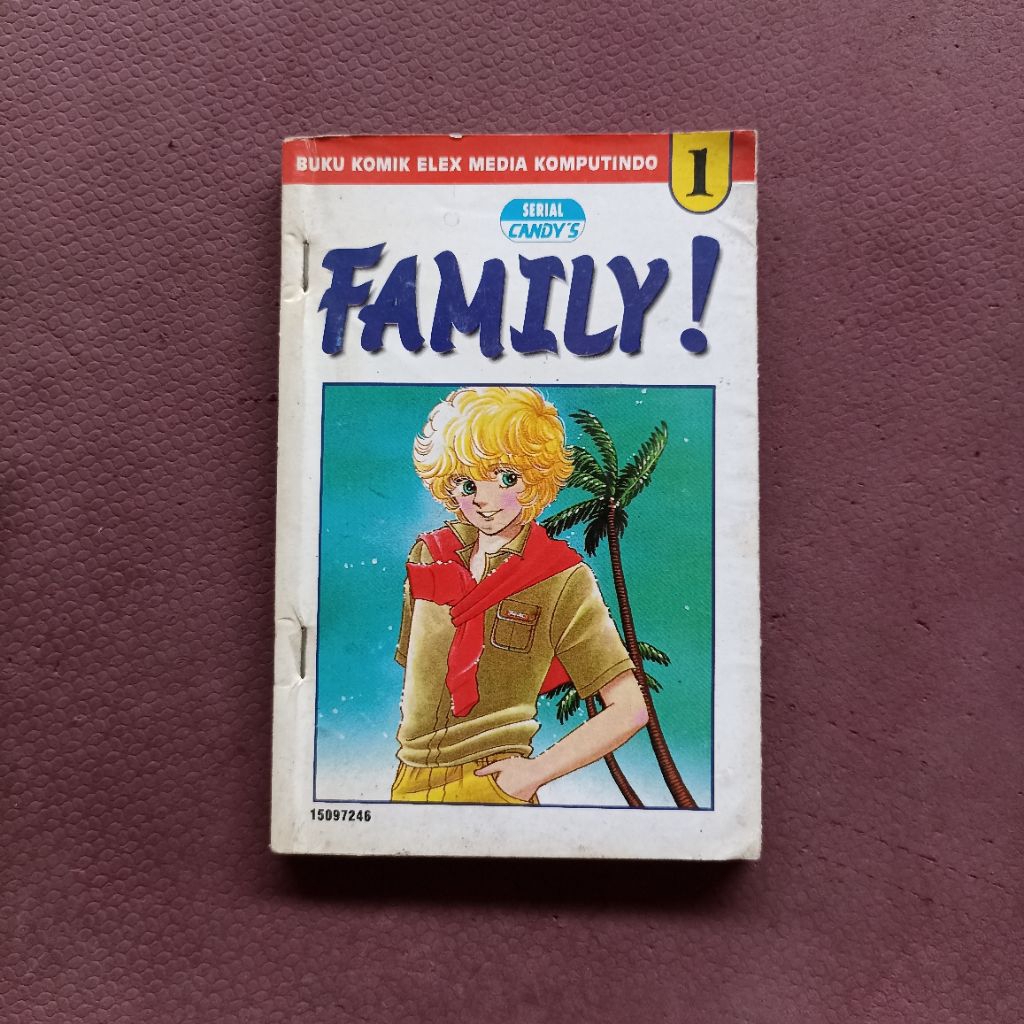 BUKU KOMIK ELEX MEDIA KOMPUTINDO
1
SERIAL
CANDY'S
FAMILY!
15097246